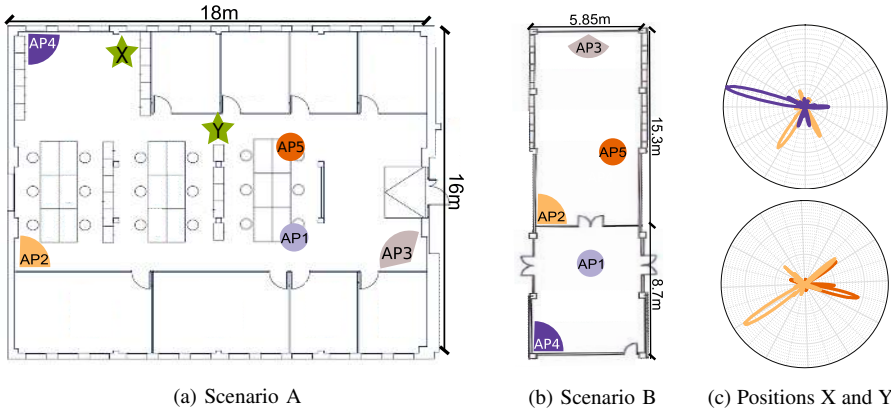 18m
AP4
X
Y
AP5
16m
AP1
AP2
AP3
(a) Scenario A
5.85m
AP3
15.3m
AP5
AP2
AP1
8.7m
AP4
(b) Scenario B
(c) Positions X and Y